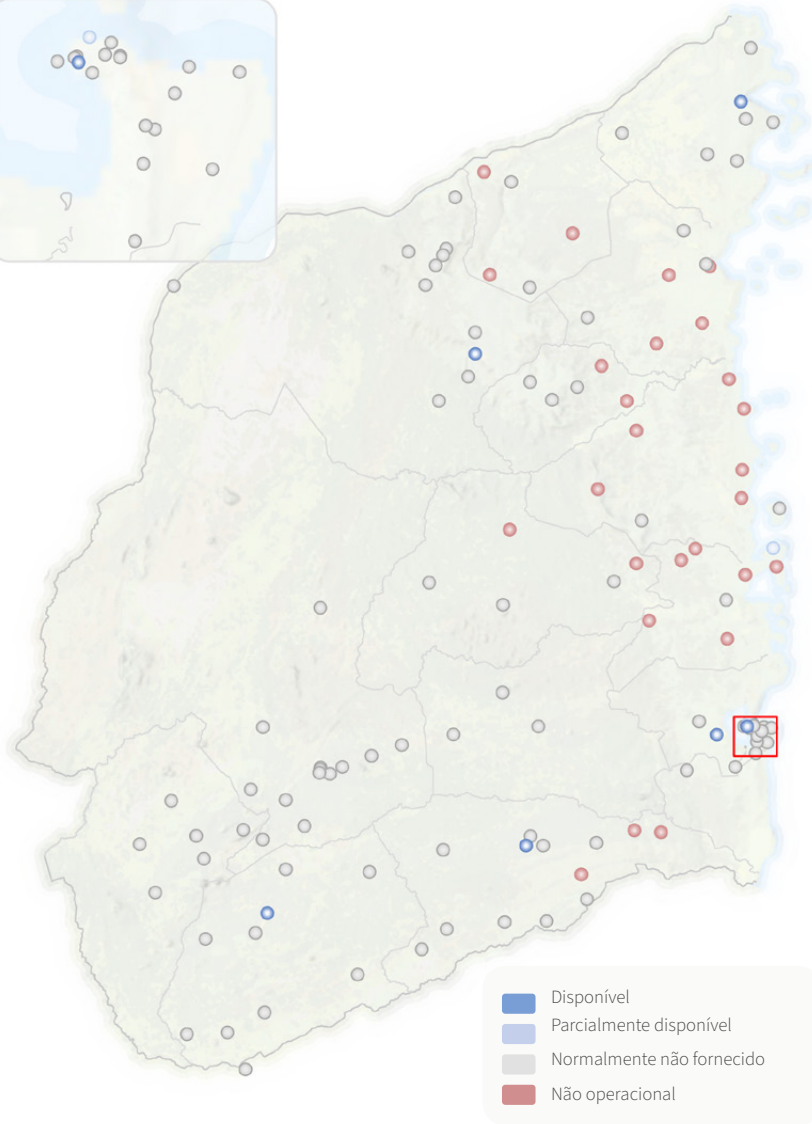 Disponível
Parcialmente disponível
Normalmente não fornecido
Não operacional